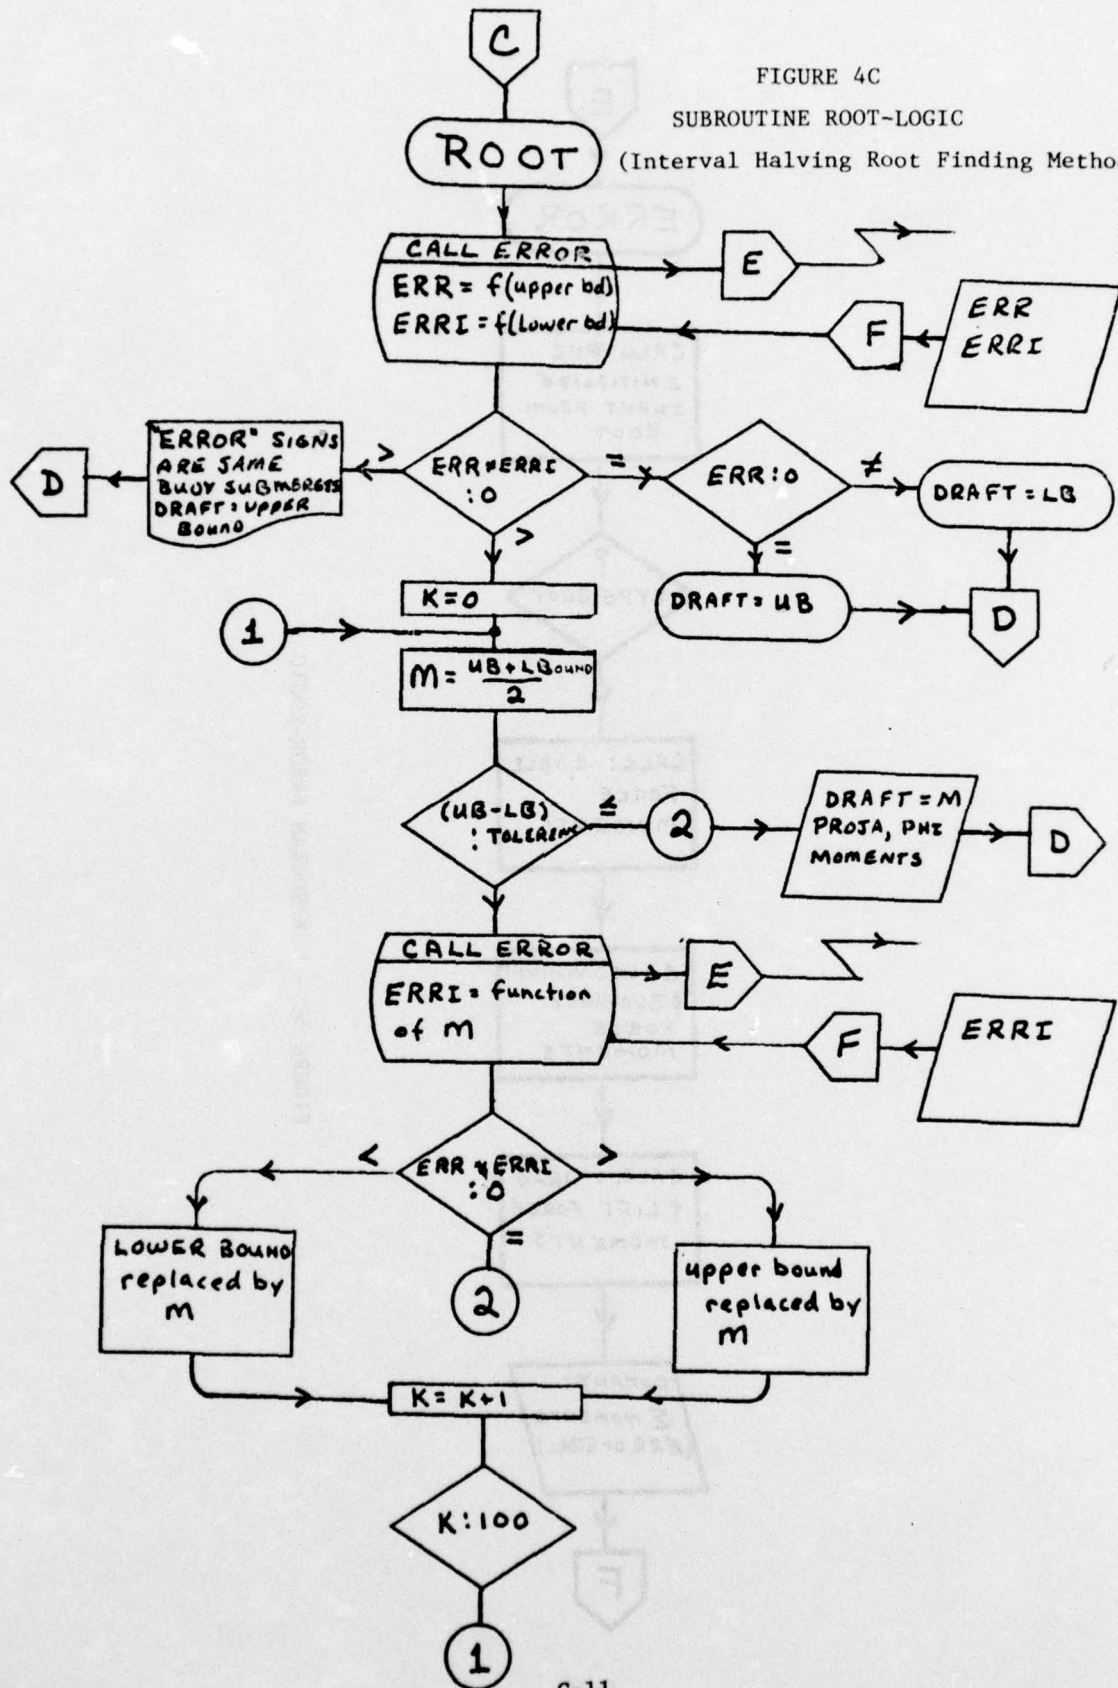 C
FIGURE 4C
SUBROUTINE ROOT-LOGIC
(Interval Halving Root Finding Metho
ROOT
CALL ERROR
ERR = f(upper bd)
ERRI = f(Lower bd)
E
F
ERR
ERRI
D
"ERROR" SIGNS
ARE SAME
BUOY SUBMERGES
DRAFT = UPPER
BOUND
>
ERR*ERRI
:0
=
ERR:0
≠
DRAFT = LB
>
=
K=0
DRAFT = UB
D
1
M = UB + LBOUND
2
(UB-LB)
: TOLERENS
≤
2
DRAFT = M
PROJA, PHI
MOMENTS
D
CALL ERROR
ERRI = function
of M
E
F
ERRI
<
ERR * ERRI
:0
>
=
LOWER BOUND
replaced by
M
2
upper bound
replaced by
M
K = K+1
K:100
1